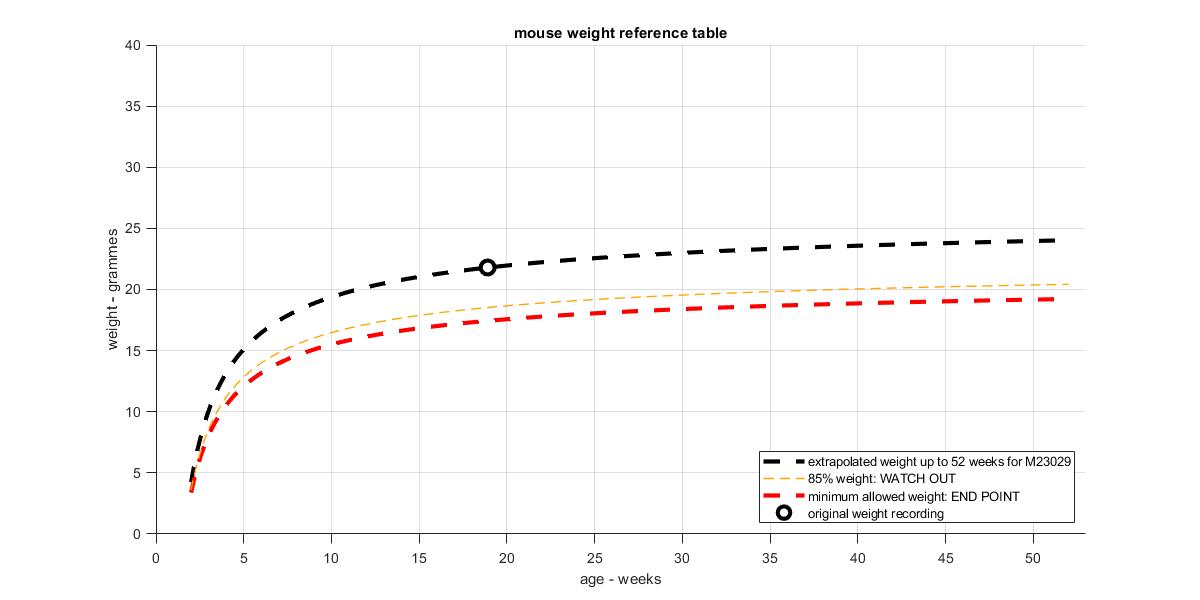 mouse weight reference table
40
35
30
25
20
15
10
5
0
weight - grammes
extrapolated weight up to 52 weeks for M23029
85% weight: WATCH OUT
minimum allowed weight: END POINT
original weight recording
0 5 10 15 20 25 30 35 40 45 50
age - weeks